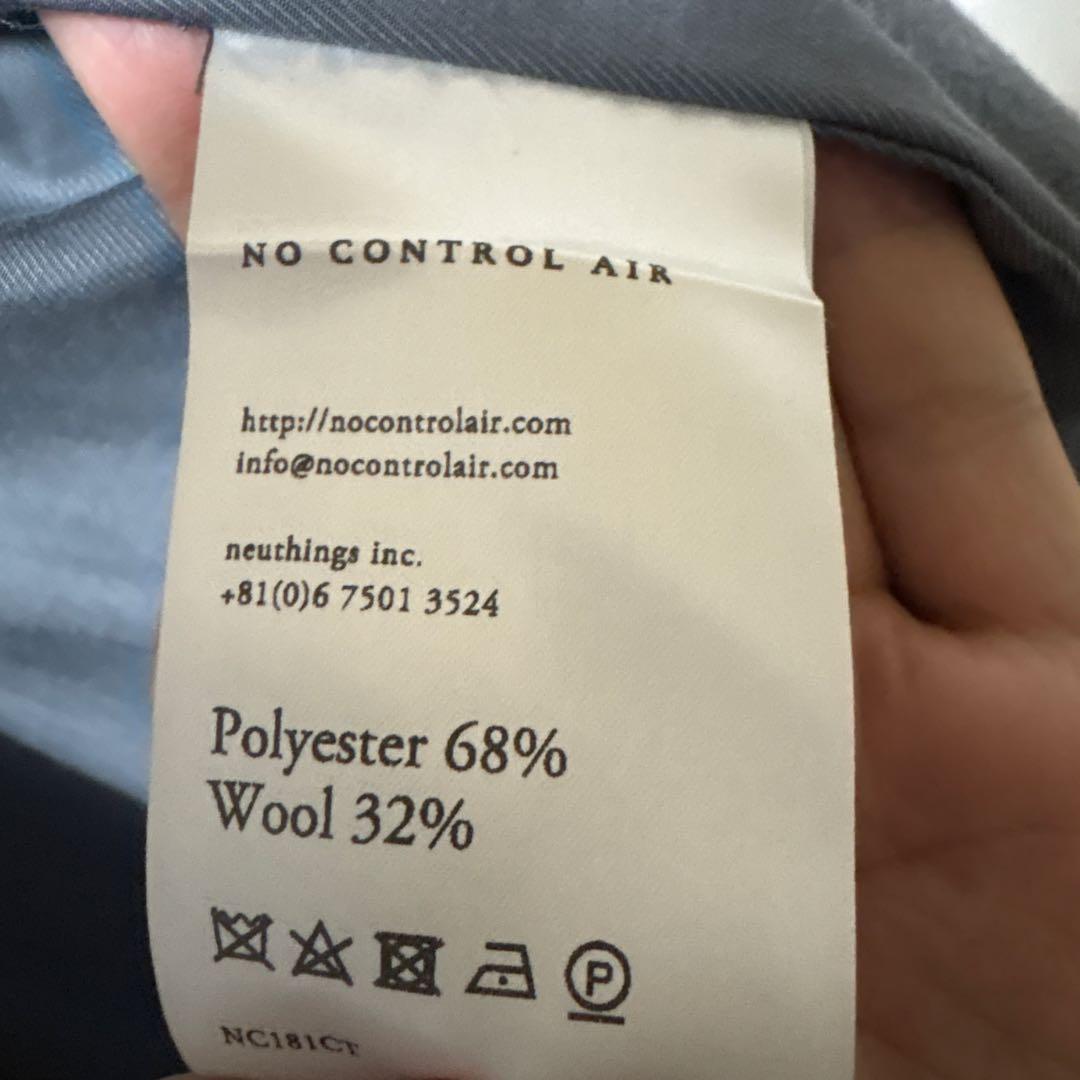 NO CONTROL AIR
http://nocontrolair.com
info@nocontrolair.com
neuthings inc.
+81(0)6 7501 3524
Polyester 68%
Wool 32%
P
NC181CT